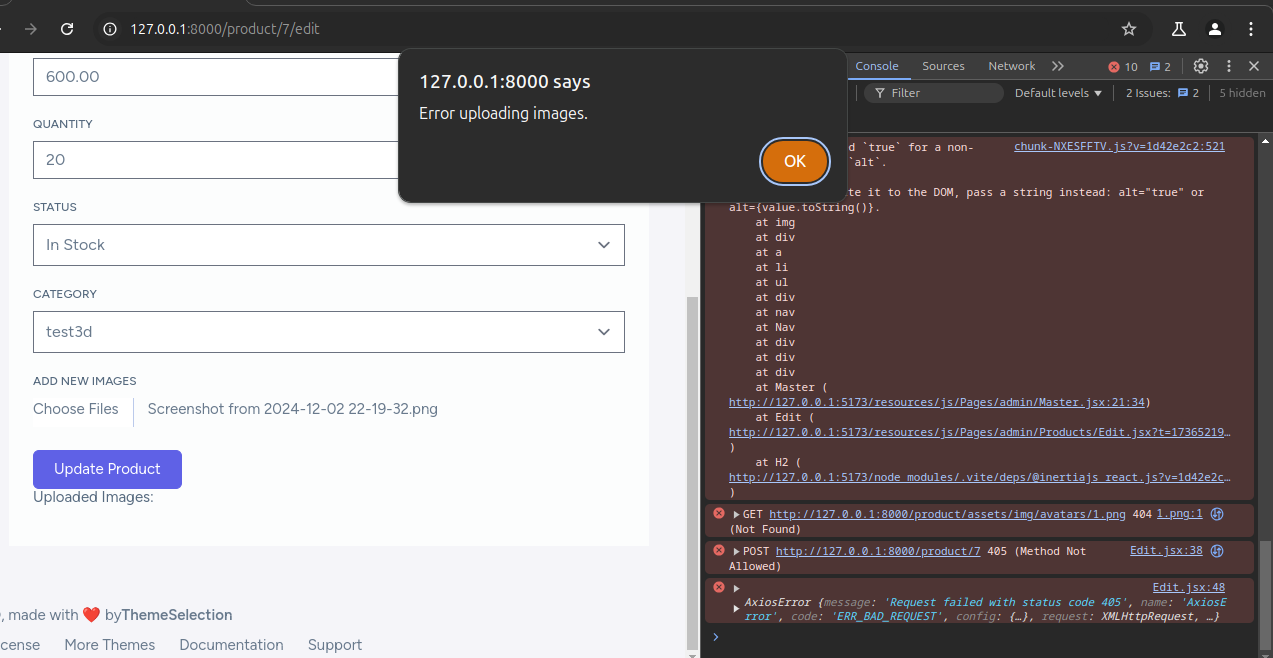 127.0.0.1:8000/product/7/edit
127.0.0.1:8000 says
Error uploading images.
OK
600.00
QUANTITY
20
STATUS
In Stock
CATEGORY
test3d
ADD NEW IMAGES
Choose Files Screenshot from 2024-12-02 22-19-32.png
Update Product
Uploaded Images:
, made with ❤️ byThemeSelection
cense More Themes Documentation Support
Console Sources Network 10 2
Filter Default levels 2 Issues: 2 5 hidden
d `true` for a non- chunk-NXESFFTV.js?v=1d42e2c2:521
`alt`.
te it to the DOM, pass a string instead: alt="true" or
alt={value.toString()}.
at img
at div
at a
at li
at ul
at div
at nav
at Nav
at div
at div
at div
at Master (
http://127.0.0.1:5173/resources/js/Pages/admin/Master.jsx:21:34)
at Edit (
http://127.0.0.1:5173/resources/js/Pages/admin/Products/Edit.jsx?t=17365219…
)
at H2 (
http://127.0.0.1:5173/node_modules/.vite/deps/@inertiajs_react.js?v=1d42e2c…
)
GET http://127.0.0.1:8000/product/assets/img/avatars/1.png 404 1.png:1
(Not Found)
POST http://127.0.0.1:8000/product/7 405 (Method Not Edit.jsx:38
Allowed)
Edit.jsx:48
AxiosError {message: 'Request failed with status code 405', name: 'AxiosE
rror', code: 'ERR_BAD_REQUEST', config: {…}, request: XMLHttpRequest, …}